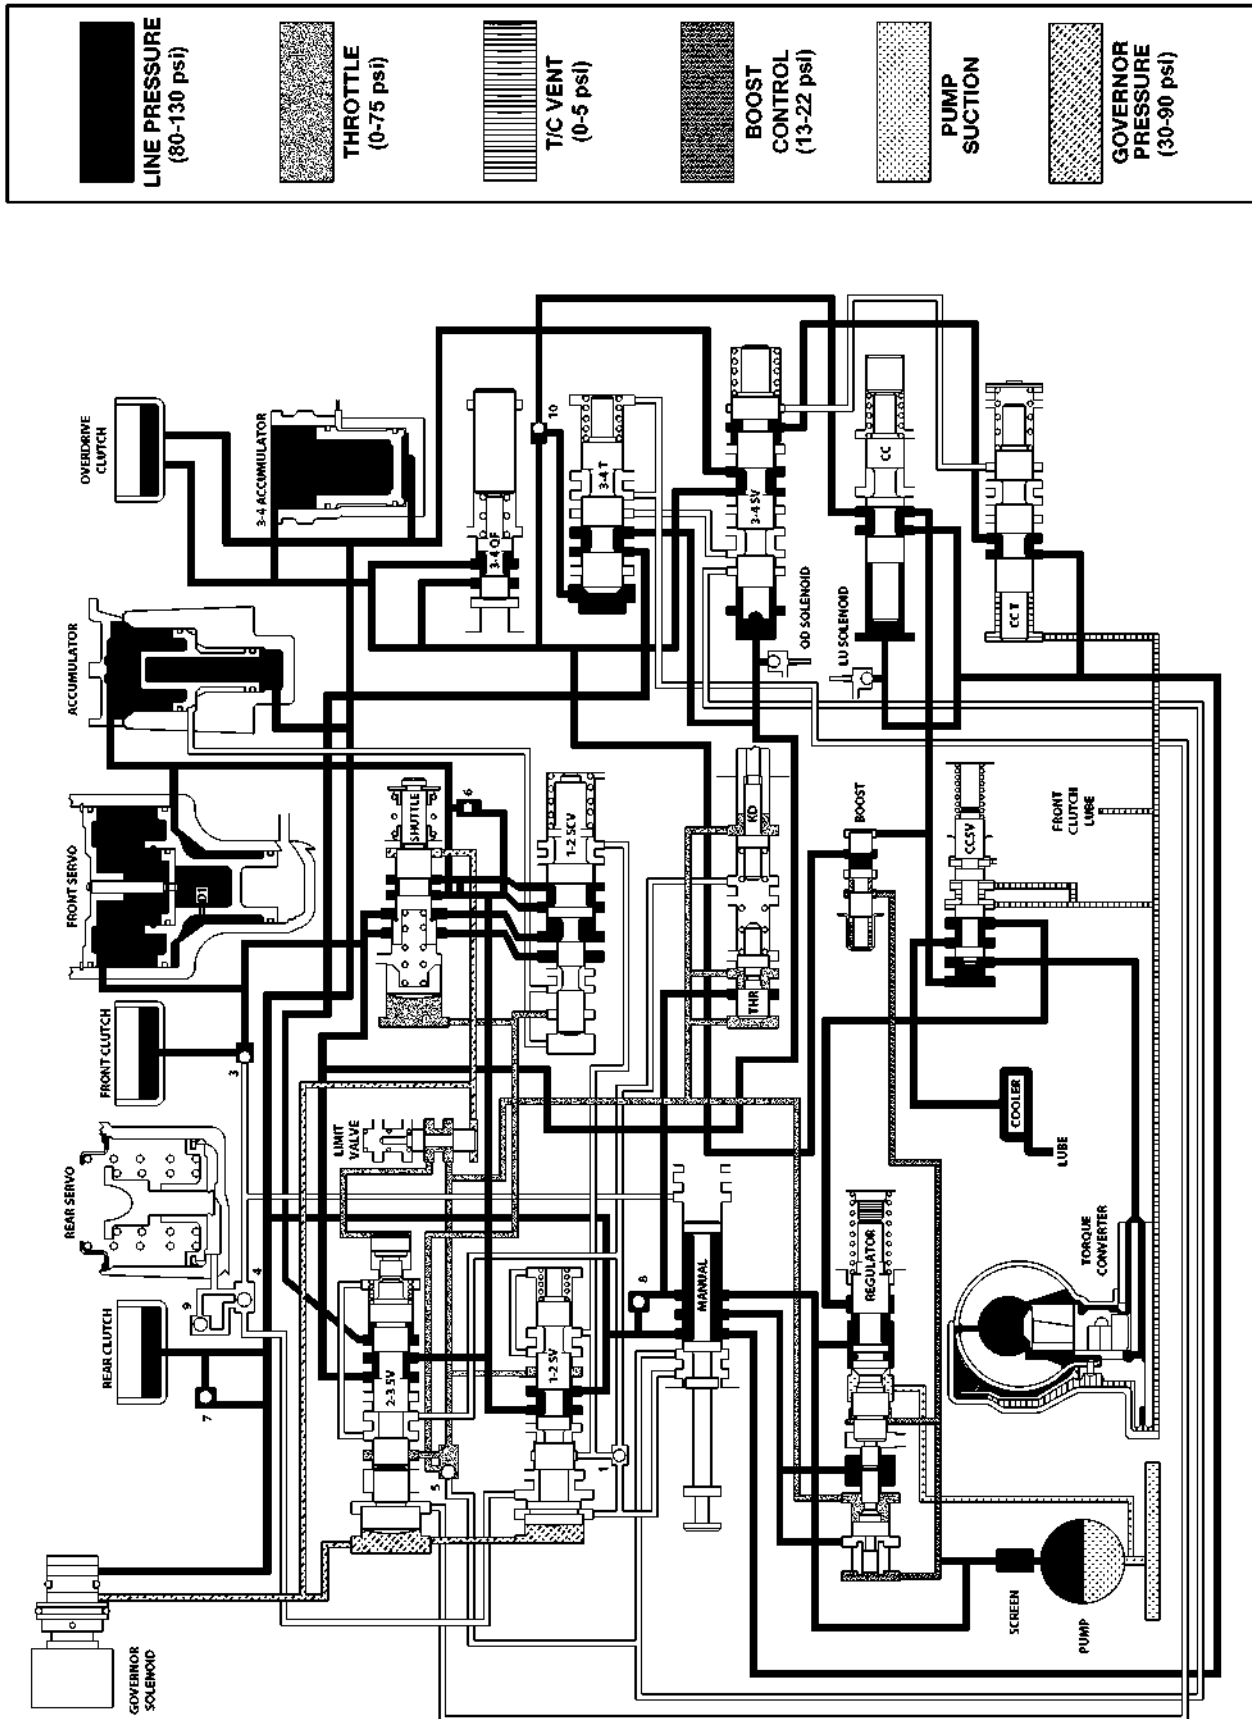 LINE PRESSURE
(80-130 psi)
THROTTLE
(0-75 psi)
T/C VENT
(0-5 psi)
BOOST
CONTROL
(13-22 psi)
PUMP
SUCTION
GOVERNOR
PRESSURE
(30-90 psi)
GOVERNOR
SOLENOID
REAR CLUTCH
REAR SERVO
FRONT CLUTCH
FRONT SERVO
ACCUMULATOR
OVERDRIVE
CLUTCH
3-4 ACCUMULATOR
7
9
4
3
D1
LIMIT
VALVE
SHUTTLE
6
3-4 QF
10
2-3 SV
5
1-2 SV
1
1-2 SCV
3-4 T
8
MANUAL
THR
KD
3-4 SV
OD SOLENOID
LU SOLENOID
REGULATOR
BOOST
CC
CCSV
CC T
FRONT
CLUTCH
LUBE
COOLER
LUBE
SCREEN
PUMP
TORQUE
CONVERTER